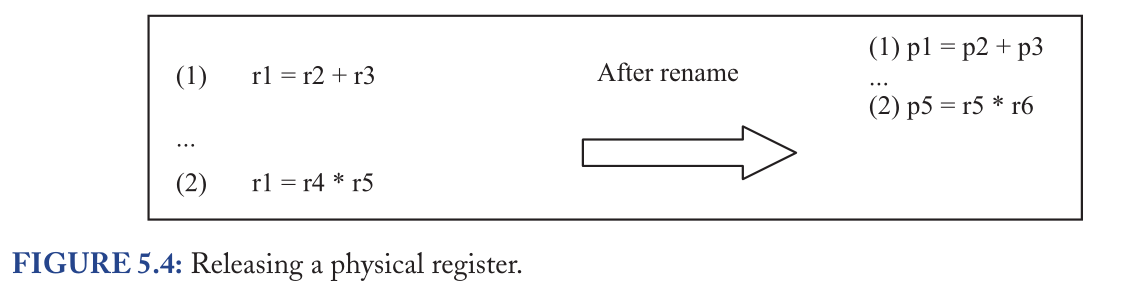 (1) r1 = r2 + r3
...
(2) r1 = r4 * r5
After rename
(1) p1 = p2 + p3
...
(2) p5 = r5 * r6
FIGURE 5.4: Releasing a physical register.